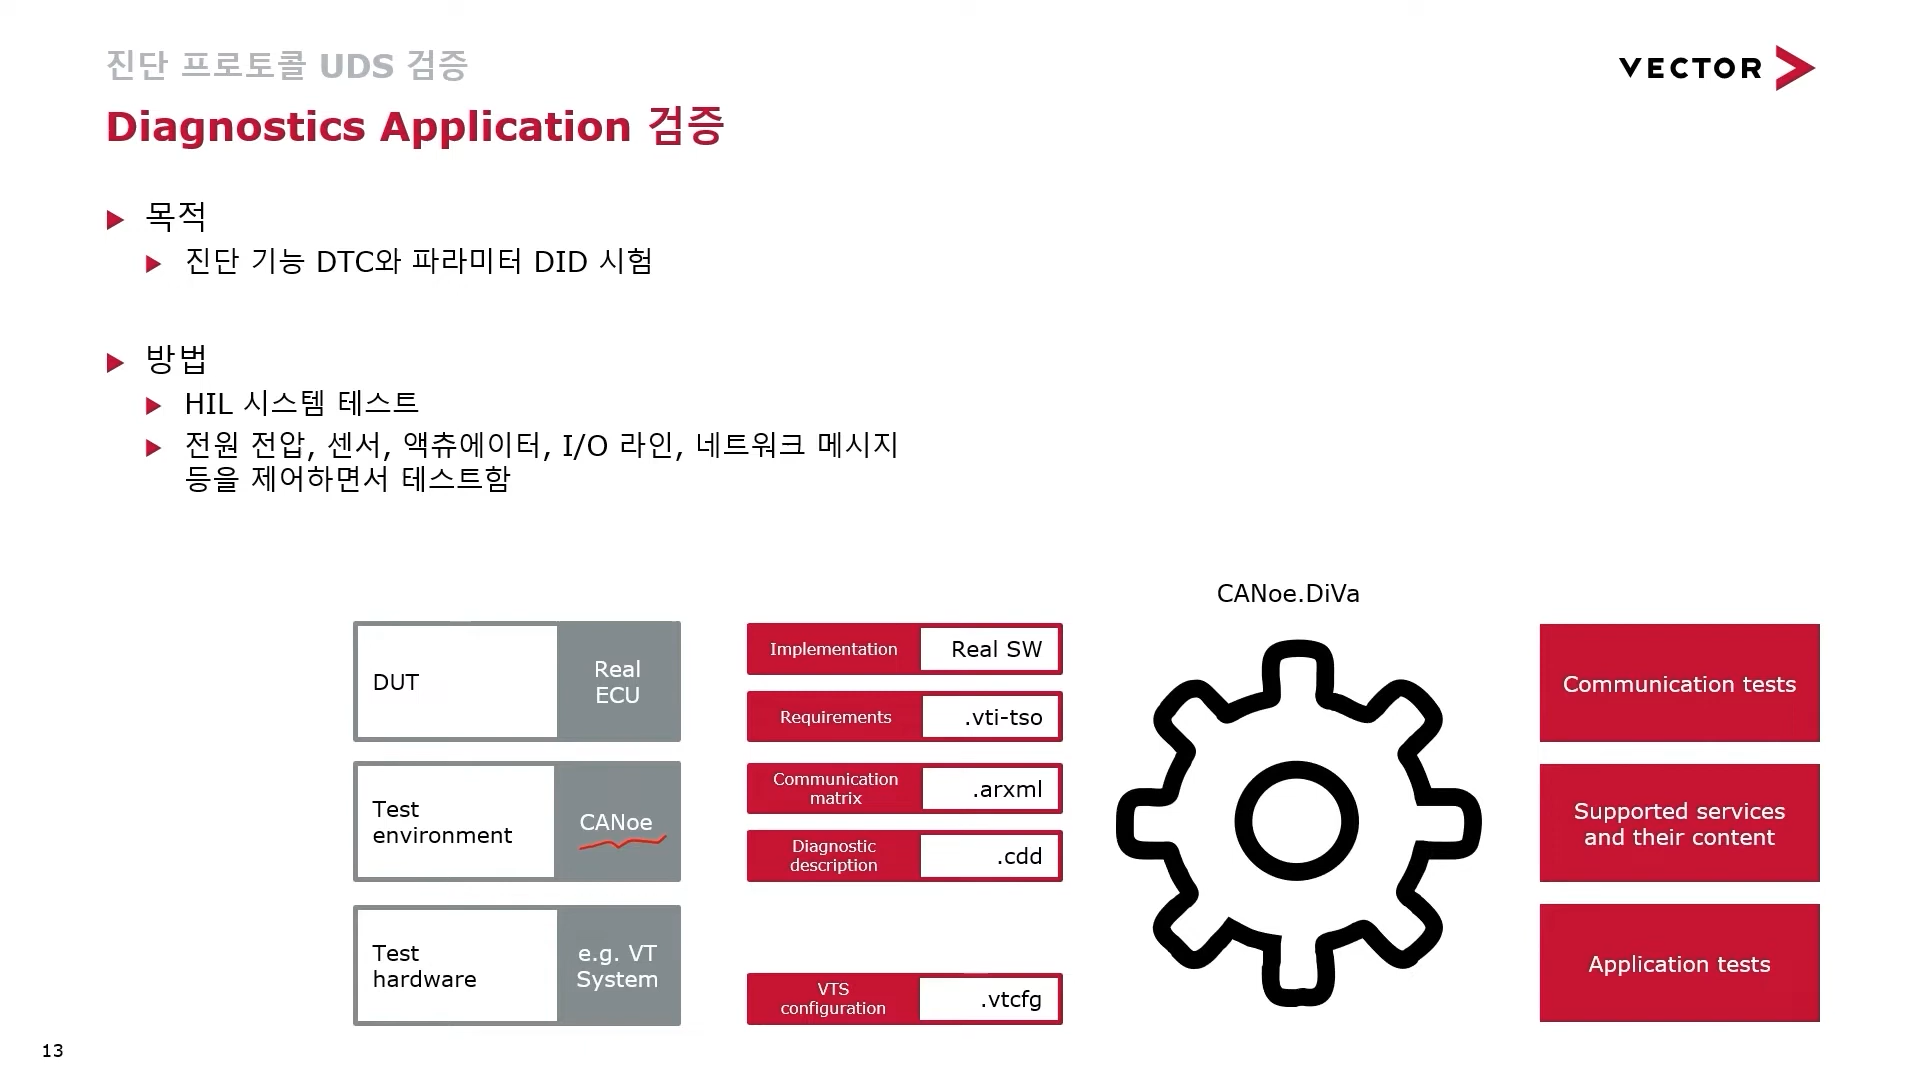 진단 프로토콜 UDS 검증
VECTOR
Diagnostics Application 검증
목적
진단 기능 DTC와 파라미터 DID 시험
방법
HIL 시스템 테스트
전원 전압, 센서, 액츄에이터, I/O 라인, 네트워크 메시지
등을 제어하면서 테스트함
DUT
Real
ECU
Test
environment
CANoe
Test
hardware
e.g. VT
System
Implementation
Real SW
Requirements
.vti-tso
Communication
matrix
.arxml
Diagnostic
description
.cdd
VTS
configuration
.vtcfg
CANoe.DiVa
Communication tests
Supported services
and their content
Application tests
13